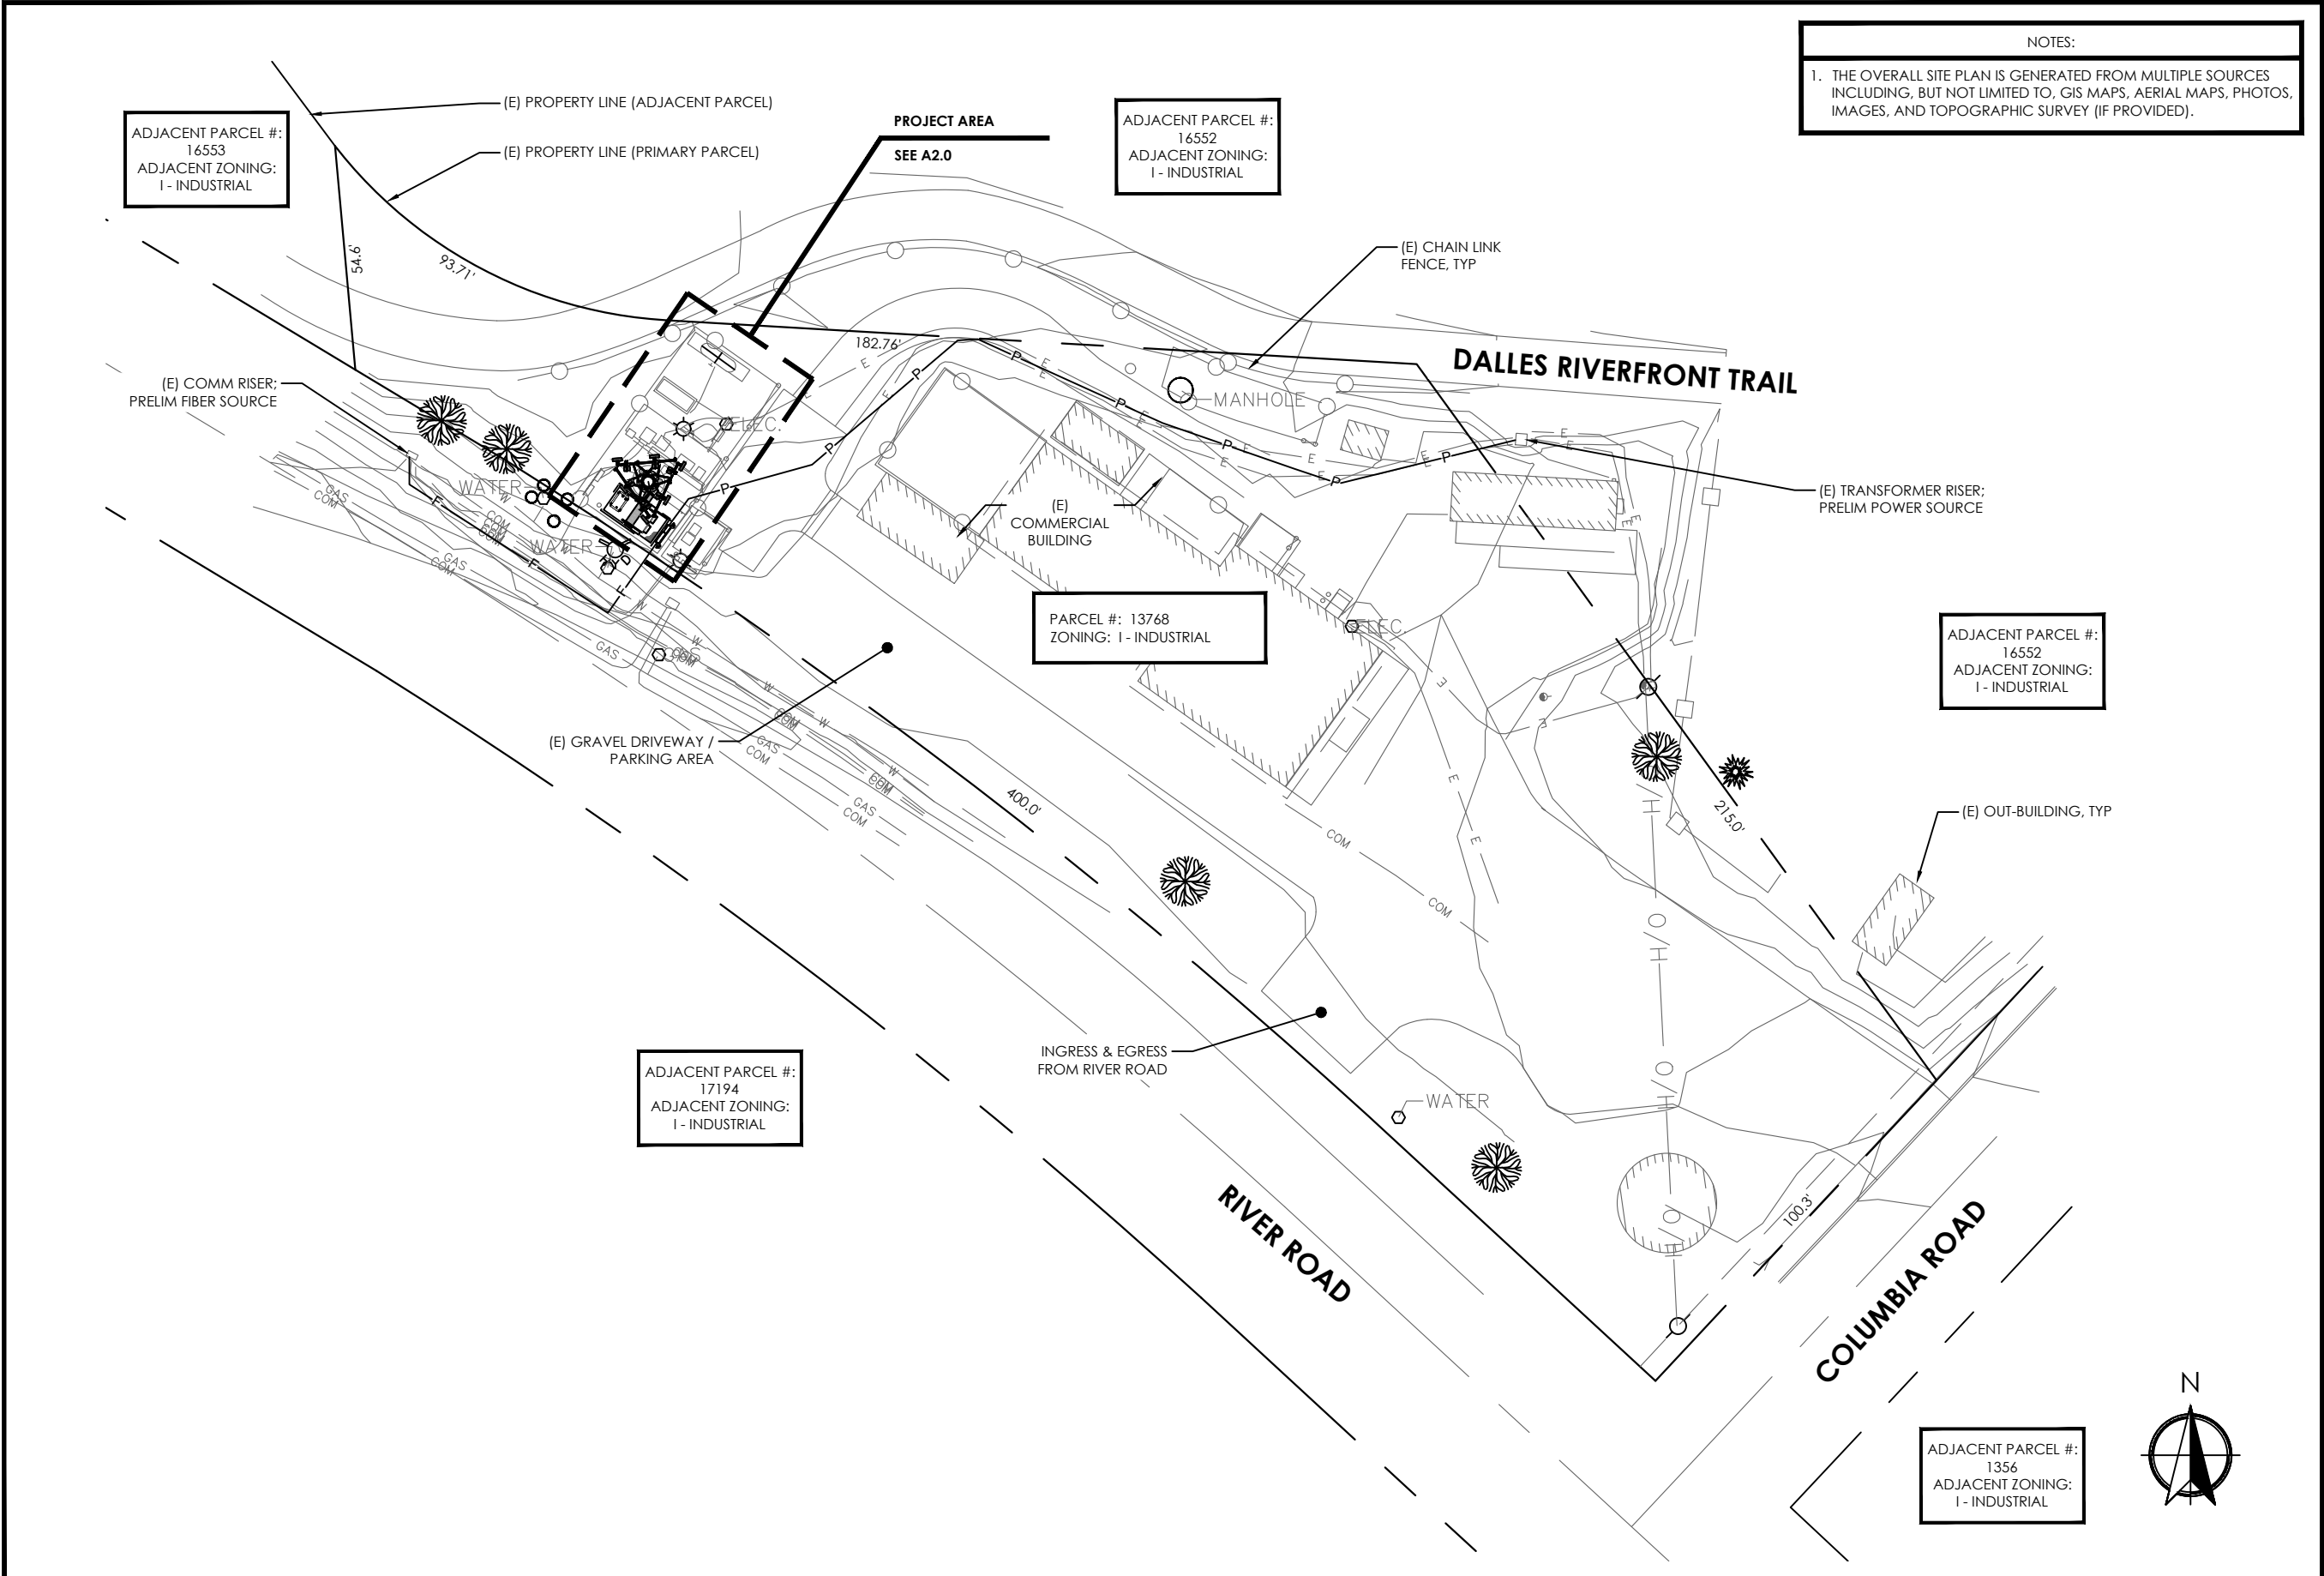 NOTES:
1. THE OVERALL SITE PLAN IS GENERATED FROM MULTIPLE SOURCES
INCLUDING, BUT NOT LIMITED TO, GIS MAPS, AERIAL MAPS, PHOTOS,
IMAGES, AND TOPOGRAPHIC SURVEY (IF PROVIDED).
(E) PROPERTY LINE (ADJACENT PARCEL)
(E) PROPERTY LINE (PRIMARY PARCEL)
ADJACENT PARCEL #:
16553
ADJACENT ZONING:
I - INDUSTRIAL
PROJECT AREA
SEE A2.0
ADJACENT PARCEL #:
16552
ADJACENT ZONING:
I - INDUSTRIAL
54.6'
93.71'
182.76'
(E) CHAIN LINK
FENCE, TYP
DALLES RIVERFRONT TRAIL
(E) COMM RISER;
PRELIM FIBER SOURCE
MANHOLE
ELEC.
WATER
WATER
(E) TRANSFORMER RISER;
PRELIM POWER SOURCE
(E)
COMMERCIAL
BUILDING
PARCEL #: 13768
ZONING: I - INDUSTRIAL
ELEC.
ADJACENT PARCEL #:
16552
ADJACENT ZONING:
I - INDUSTRIAL
GAS
COM
COM
GAS
COM
GAS
COM
GAS
COM
GAS
COM
COM
COM
P
P
P
P
P
P
P
P
F
F
F
W
W
W
W
W
W
E
E
E
E
E
E
E
E
(E) GRAVEL DRIVEWAY /
PARKING AREA
400.0'
215.0'
(E) OUT-BUILDING, TYP
O/H
O/H
O/H
INGRESS & EGRESS
FROM RIVER ROAD
WATER
ADJACENT PARCEL #:
17194
ADJACENT ZONING:
I - INDUSTRIAL
RIVER ROAD
100.3'
COLUMBIA ROAD
N
ADJACENT PARCEL #:
1356
ADJACENT ZONING:
I - INDUSTRIAL